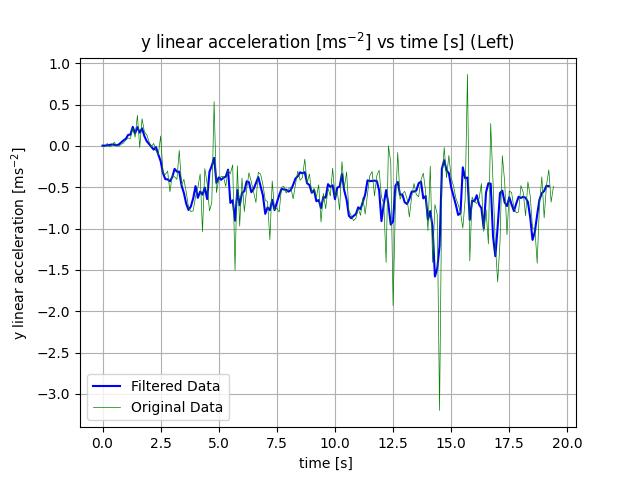 y linear acceleration [ms⁻²] vs time [s] (Left)
1.0
0.5
0.0
−0.5
−1.0
−1.5
−2.0
−2.5
−3.0
y linear acceleration [ms⁻²]
Filtered Data
Original Data
0.0 2.5 5.0 7.5 10.0 12.5 15.0 17.5 20.0
time [s]